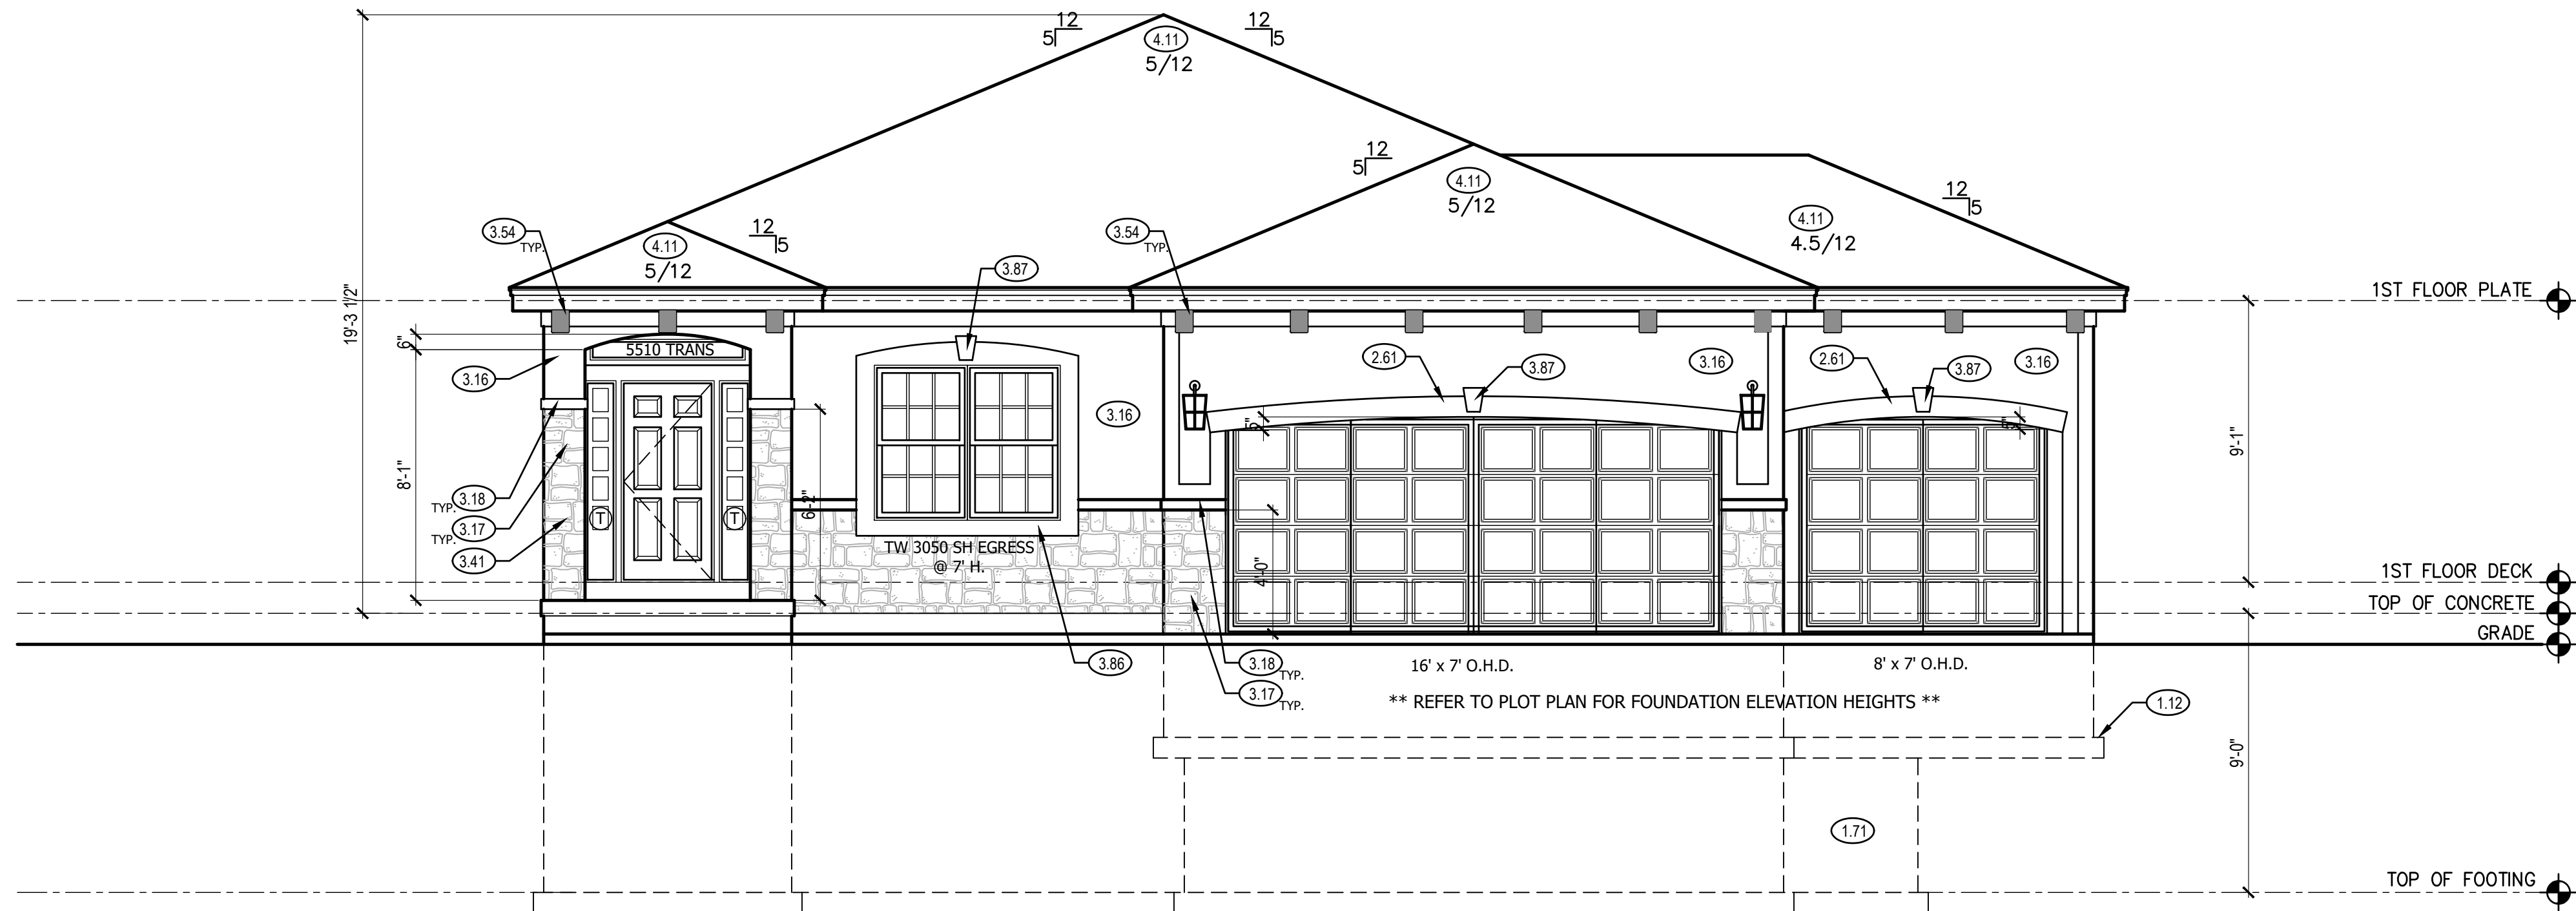 12
5
12
5
4.11
5/12
12
5
4.11
5/12
12
5
4.11
4.5/12
3.54
TYP.
4.11
5/12
12
5
3.54
TYP.
3.87
1ST FLOOR PLATE
19'-3 1/2"
6"
5510 TRANS
3.16
3.16
2.61
3.87
3.16
2.61
3.87
3.16
5"
8'-1"
6'-2"
9'-1"
3.18
TYP.
3.17
TYP.
3.41
T
T
TW 3050 SH EGRESS
@ 7' H.
4'-0"
1ST FLOOR DECK
TOP OF CONCRETE
GRADE
3.86
3.18
TYP.
3.17
TYP.
16' x 7' O.H.D.
8' x 7' O.H.D.
** REFER TO PLOT PLAN FOR FOUNDATION ELEVATION HEIGHTS **
1.12
9'-0"
1.71
TOP OF FOOTING